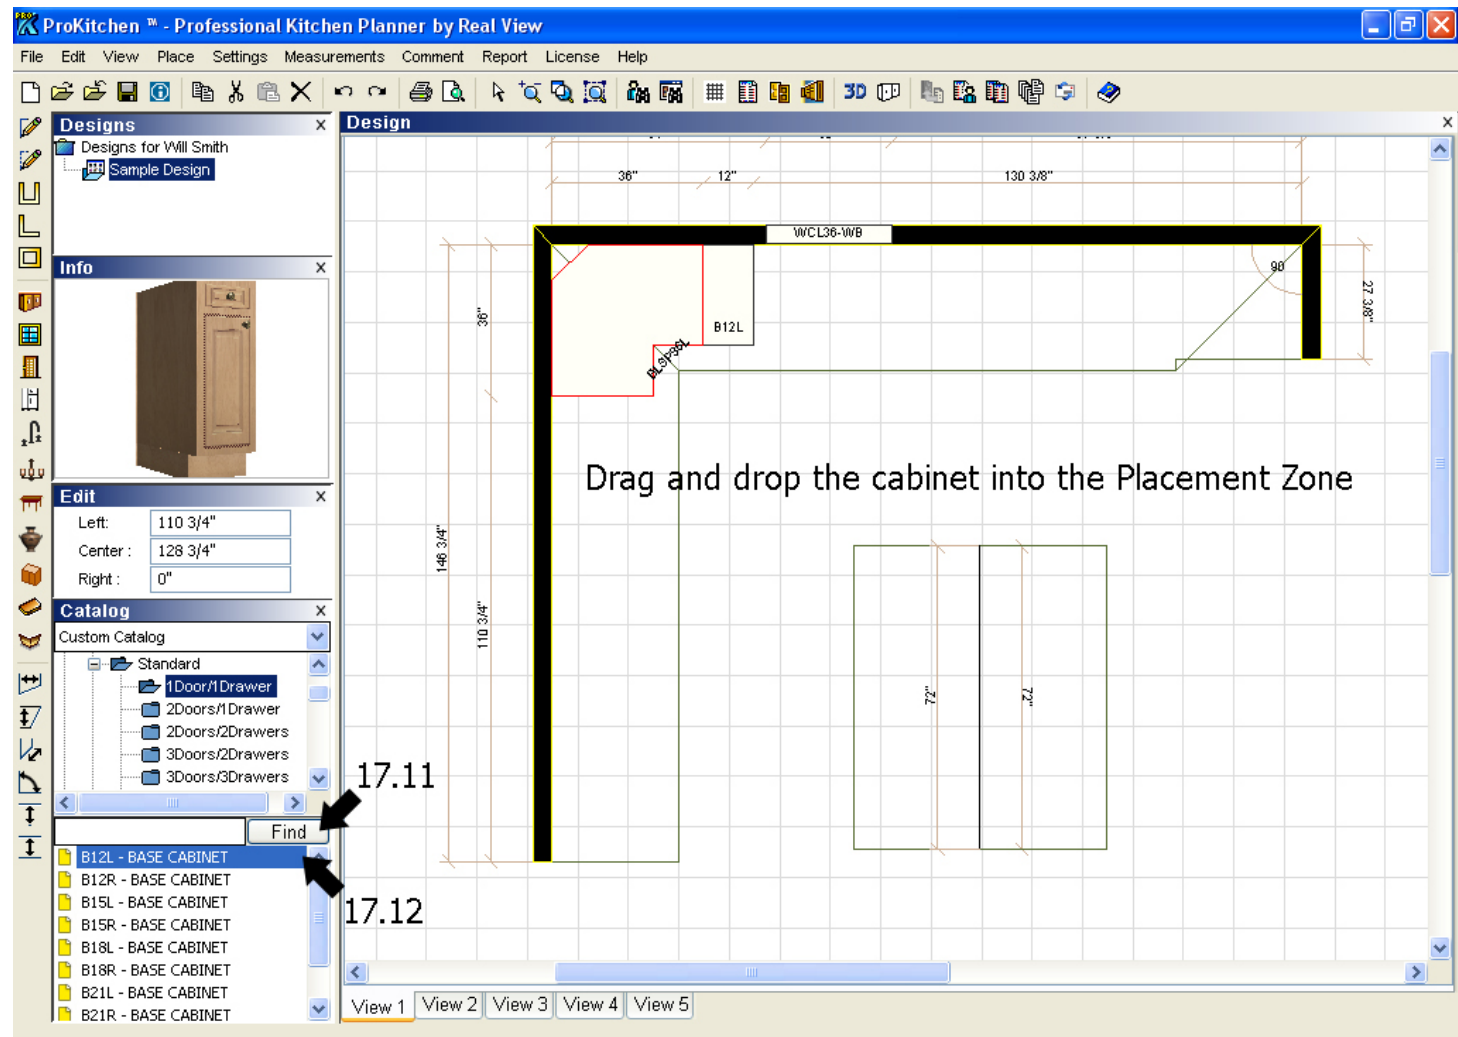 ProKitchen ™ - Professional Kitchen Planner by Real View
File Edit View Place Settings Measurements Comment Report License Help
3D
Designs
Designs for Will Smith
Sample Design
Info
Edit
Left: 110 3/4"
Center : 128 3/4"
Right : 0"
Catalog
Custom Catalog
Standard
1Door/1Drawer
2Doors/1Drawer
2Doors/2Drawers
3Doors/2Drawers
3Doors/3Drawers
Find
B12L - BASE CABINET
B12R - BASE CABINET
B15L - BASE CABINET
B15R - BASE CABINET
B18L - BASE CABINET
B18R - BASE CABINET
B21L - BASE CABINET
B21R - BASE CABINET
17.11
17.12
Design
36" 12" 130 3/8"
WCL36-WB
90
27 3/8"
36"
B12L
BLSP36L
Drag and drop the cabinet into the Placement Zone
146 3/4"
110 3/4"
72" 72"
View 1 View 2 View 3 View 4 View 5